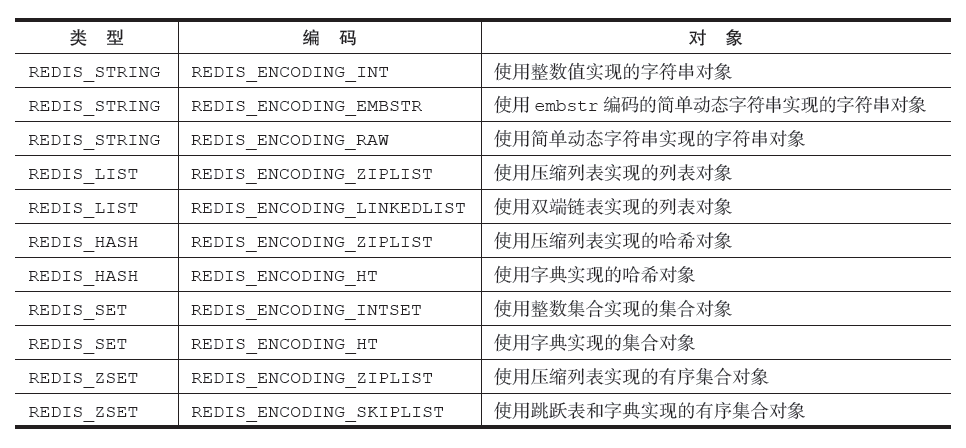 类 型 编 码 对 象
REDIS_STRING REDIS_ENCODING_INT 使用整数值实现的字符串对象
REDIS_STRING REDIS_ENCODING_EMBSTR 使用 embstr 编码的简单动态字符串实现的字符串对象
REDIS_STRING REDIS_ENCODING_RAW 使用简单动态字符串实现的字符串对象
REDIS_LIST REDIS_ENCODING_ZIPLIST 使用压缩列表实现的列表对象
REDIS_LIST REDIS_ENCODING_LINKEDLIST 使用双端链表实现的列表对象
REDIS_HASH REDIS_ENCODING_ZIPLIST 使用压缩列表实现的哈希对象
REDIS_HASH REDIS_ENCODING_HT 使用字典实现的哈希对象
REDIS_SET REDIS_ENCODING_INTSET 使用整数集合实现的集合对象
REDIS_SET REDIS_ENCODING_HT 使用字典实现的集合对象
REDIS_ZSET REDIS_ENCODING_ZIPLIST 使用压缩列表实现的有序集合对象
REDIS_ZSET REDIS_ENCODING_SKIPLIST 使用跳跃表和字典实现的有序集合对象